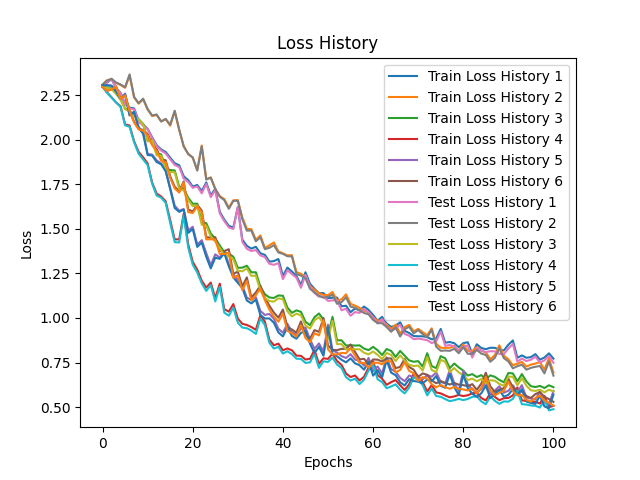 Loss History
Train Loss History 1
Train Loss History 2
Train Loss History 3
Train Loss History 4
Train Loss History 5
Train Loss History 6
Test Loss History 1
Test Loss History 2
Test Loss History 3
Test Loss History 4
Test Loss History 5
Test Loss History 6
Loss
2.25
2.00
1.75
1.50
1.25
1.00
0.75
0.50
0 20 40 60 80 100
Epochs